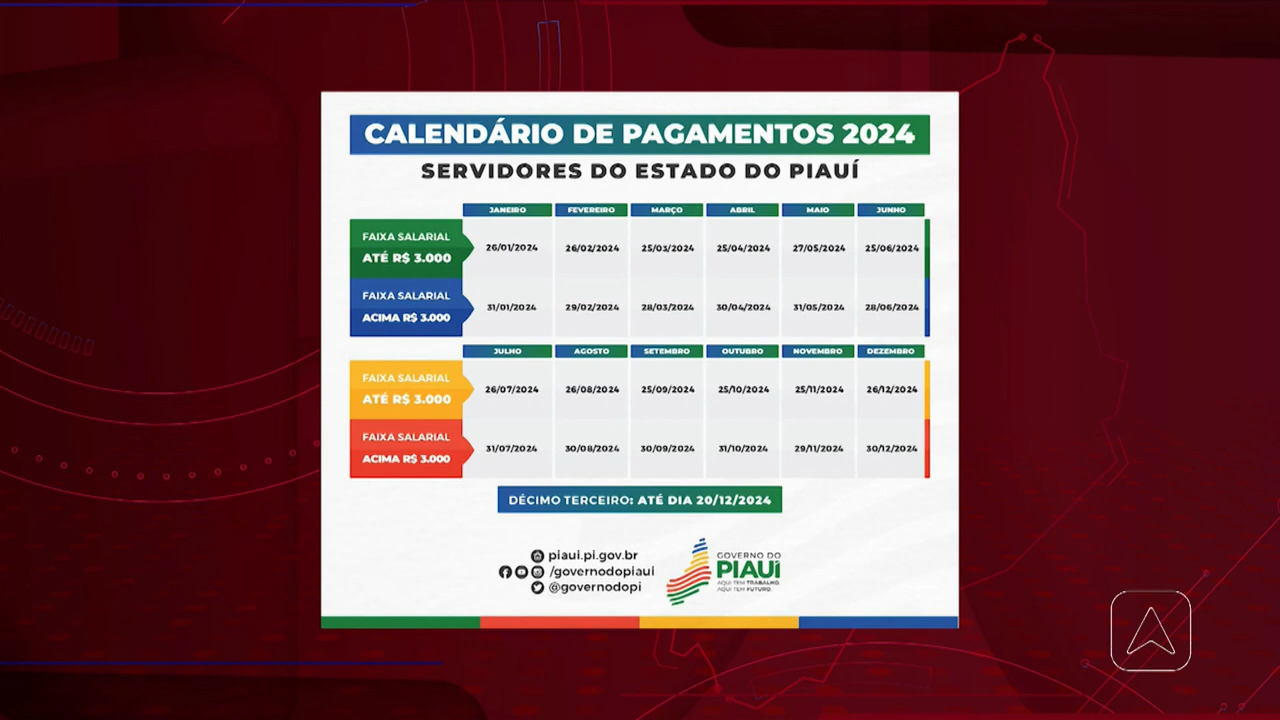 CALENDÁRIO DE PAGAMENTOS 2024
SERVIDORES DO ESTADO DO PIAUÍ
JANEIRO FEVEREIRO MARÇO ABRIL MAIO JUNHO
FAIXA SALARIAL
ATÉ R$ 3.000
26/01/2024 26/02/2024 25/03/2024 25/04/2024 27/05/2024 25/06/2024
FAIXA SALARIAL
ACIMA R$ 3.000
31/01/2024 29/02/2024 28/03/2024 30/04/2024 31/05/2024 28/06/2024
JULHO AGOSTO SETEMBRO OUTUBRO NOVEMBRO DEZEMBRO
FAIXA SALARIAL
ATÉ R$ 3.000
26/07/2024 26/08/2024 25/09/2024 25/10/2024 25/11/2024 26/12/2024
FAIXA SALARIAL
ACIMA R$ 3.000
31/07/2024 30/08/2024 30/09/2024 31/10/2024 29/11/2024 30/12/2024
DÉCIMO TERCEIRO: ATÉ DIA 20/12/2024
piaui.pi.gov.br
/governodopiaui
@governodopi
GOVERNO DO
PIAUÍ
AQUI TEM TRABALHO.
AQUI TEM FUTURO.